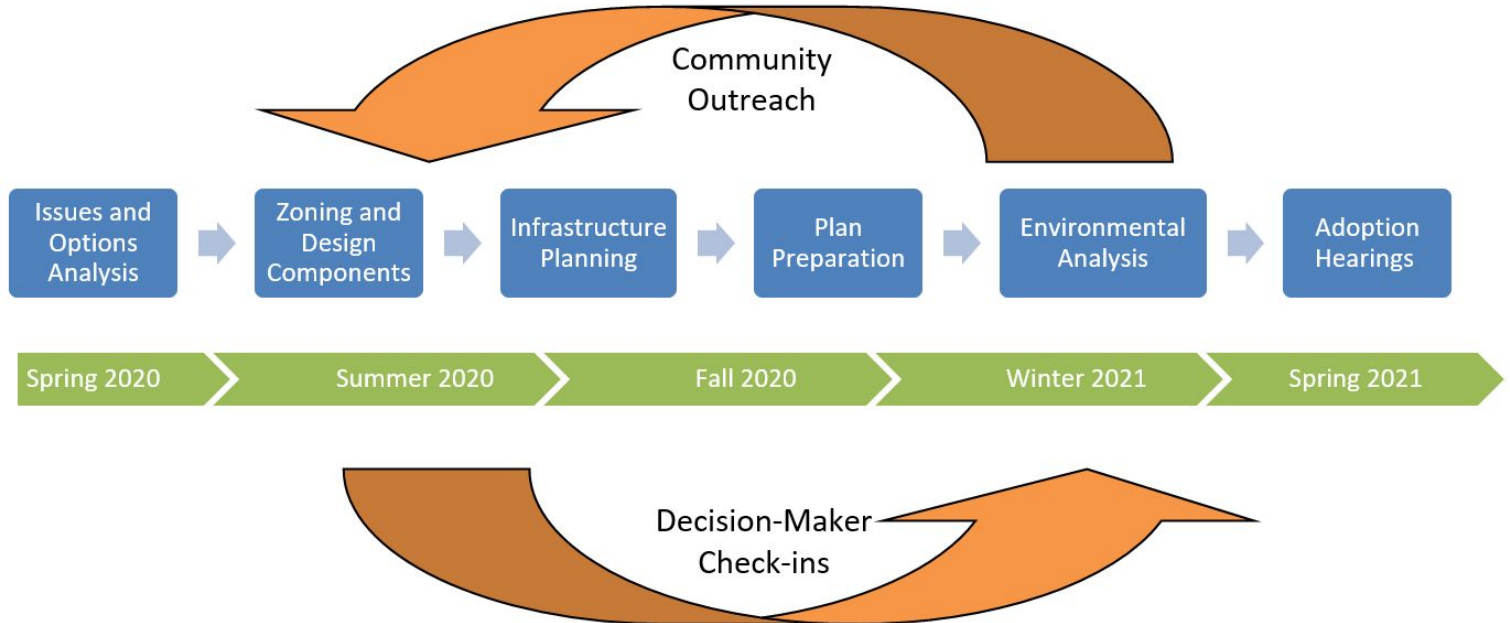 Community
Outreach
Issues and
Options
Analysis
Zoning and
Design
Components
Infrastructure
Planning
Plan
Preparation
Environmental
Analysis
Adoption
Hearings
Spring 2020
Summer 2020
Fall 2020
Winter 2021
Spring 2021
Decision-Maker
Check-ins